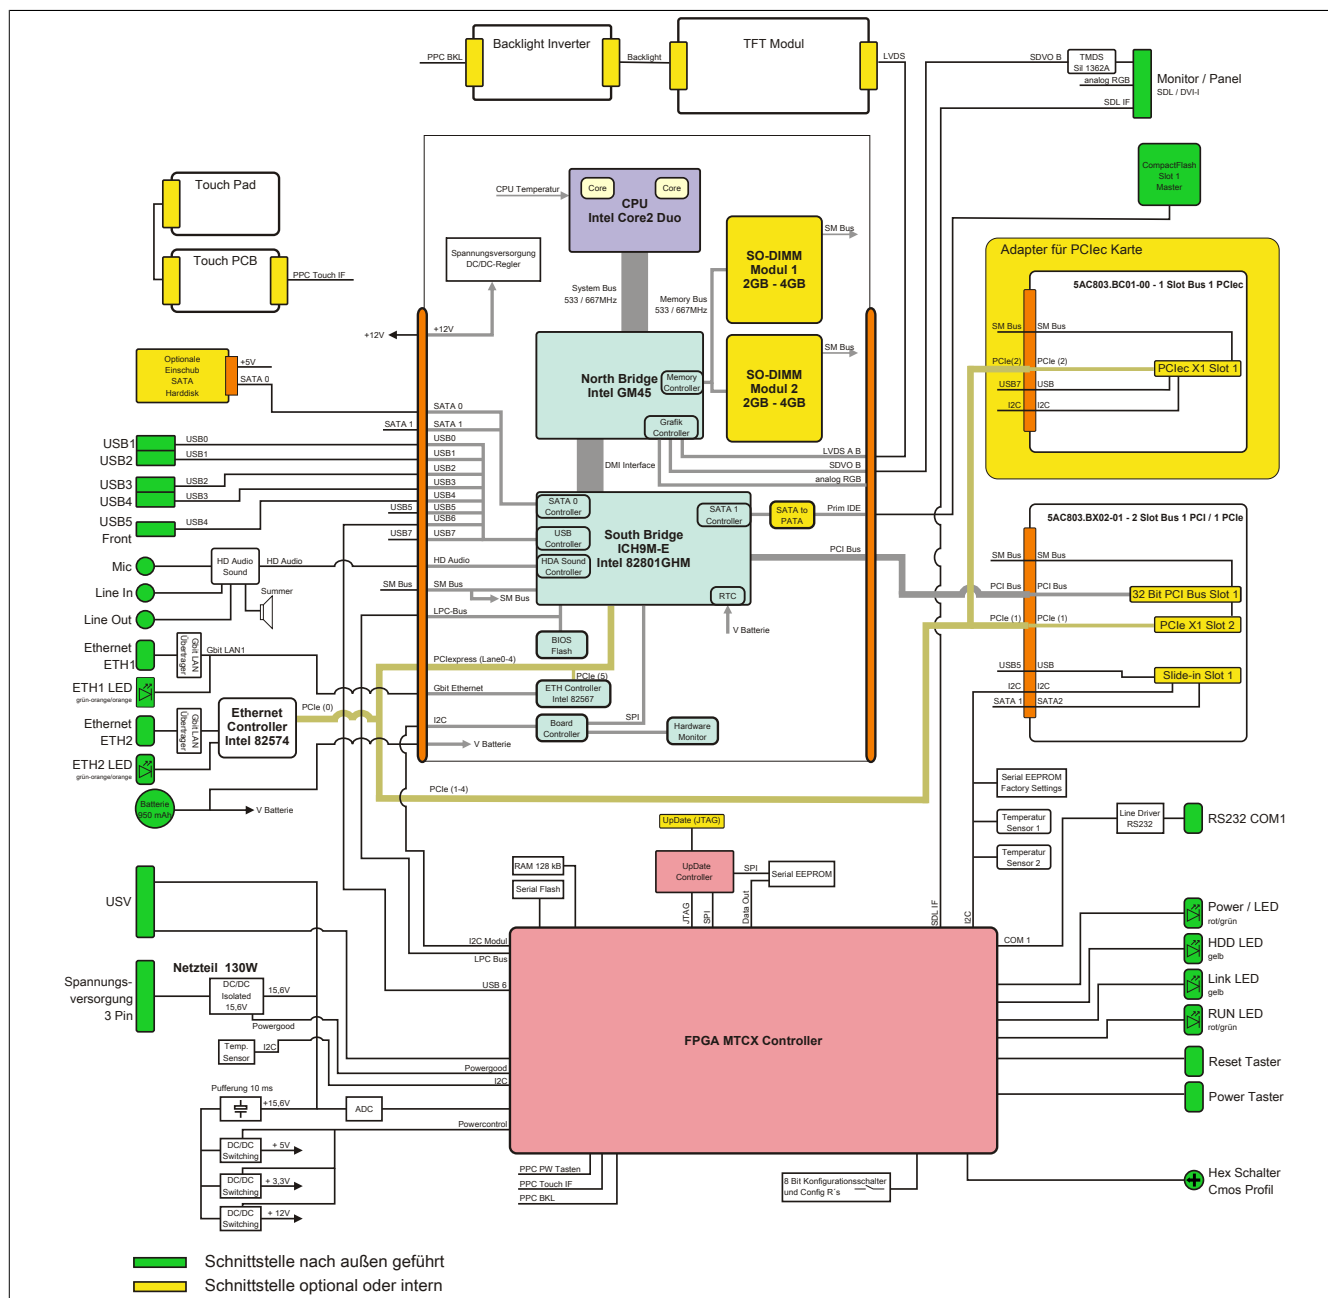 Backlight Inverter
TFT Modul
PPC BKL
Backlight
LVDS
SDVO B
TMDS
Sil 1362A
analog RGB
SDL IF
Monitor / Panel
SDL / DVI-I
CompactFlash
Slot 1
Master
Touch Pad
Touch PCB
PPC Touch IF
CPU Temperatur
Core
Core
CPU
Intel Core2 Duo
Spannungsversorgung
DC/DC-Regler
System Bus
533 / 667MHz
Memory Bus
533 / 667MHz
SO-DIMM
Modul 1
2GB - 4GB
SM Bus
SO-DIMM
Modul 2
2GB - 4GB
SM Bus
+12V
+12V
North Bridge
Intel GM45
Memory
Controller
Grafik
Controller
Adapter für PCIec Karte
5AC803.BC01-00 - 1 Slot Bus 1 PCIec
SM Bus
SM Bus
PCIe(2)
PCIe (2)
PCIec X1 Slot 1
USB7
USB
I2C
I2C
Optionale
Einschub
SATA
Harddisk
+5V
SATA 0
SATA 0
SATA 1
SATA 1
USB1
USB2
USB0
USB1
USB0
USB1
USB3
USB4
USB2
USB3
USB2
USB3
USB5
Front
USB4
USB4
USB5
USB5
USB6
USB7
USB7
DMI Interface
LVDS A B
SDVO B
analog RGB
SATA 0
Controller
SATA 1
Controller
SATA to
PATA
Prim IDE
USB
Controller
South Bridge
ICH9M-E
Intel 82801GHM
HDA Sound
Controller
RTC
PCI Bus
V Batterie
Mic
Line In
Line Out
HD Audio
Sound
HD Audio
HD Audio
Summer
SM Bus
SM Bus
SM Bus
LPC-Bus
BIOS
Flash
5AC803.BX02-01 - 2 Slot Bus 1 PCI / 1 PCIe
SM Bus
SM Bus
PCI Bus
PCI Bus
32 Bit PCI Bus Slot 1
PCIe (1)
PCIe (1)
PCIe X1 Slot 2
USB5
USB
Slide-in Slot 1
I2C
I2C
SATA 1
SATA2
Ethernet
ETH1
Gbit LAN
Übertrager
Gbit LAN1
ETH1 LED
grün-orange/orange
Ethernet
ETH2
Gbit LAN
Übertrager
ETH2 LED
grün-orange/orange
Ethernet
Controller
Intel 82574
PCIe (0)
PCIexpress (Lane0-4)
PCIe (5)
Gbit Ethernet
ETH Controller
Intel 82567
I2C
Board
Controller
SPI
Hardware
Monitor
V Batterie
PCIe (1-4)
Batterie
950 mAh
V Batterie
Serial EEPROM
Factory Settings
Temperatur
Sensor 1
Temperatur
Sensor 2
Line Driver
RS232
RS232 COM1
UpDate (JTAG)
UpDate
Controller
SPI
Serial EEPROM
RAM 128 kB
Serial Flash
JTAG
SPI
Data Out
SDL IF
I2C
USV
I2C Modul
LPC Bus
USB 6
COM 1
Netzteil 130W
Spannungs-
versorgung
3 Pin
DC/DC
Isolated
15,6V
15,6V
Powergood
Temp.
Sensor
I2C
Powergood
I2C
FPGA MTCX Controller
Power / LED
rot/grün
HDD LED
gelb
Link LED
gelb
RUN LED
rot/grün
Reset Taster
Power Taster
Pufferung 10 ms
+15,6V
ADC
Powercontrol
DC/DC
Switching
+ 5V
DC/DC
Switching
+ 3,3V
DC/DC
Switching
+ 12V
PPC PW Tasten
PPC Touch IF
PPC BKL
8 Bit Konfigurationsschalter
und Config R´s
Hex Schalter
Cmos Profil
Schnittstelle nach außen geführt
Schnittstelle optional oder intern